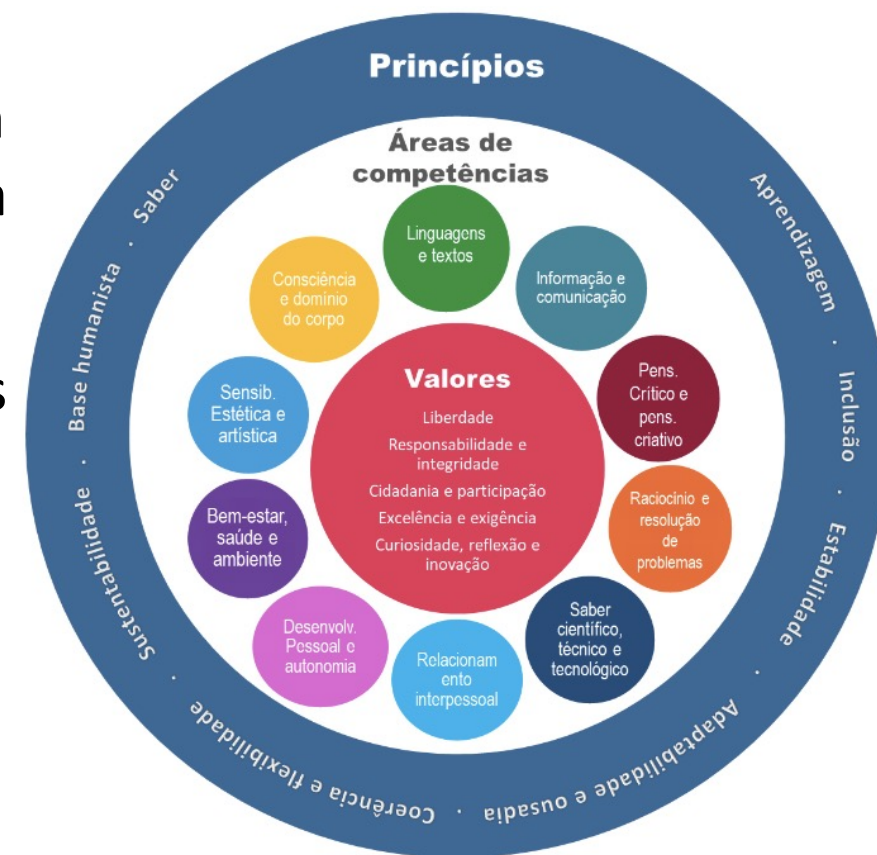 Princípios
Áreas de
competências
Linguagens
e textos
Informação e
comunicação
Pens.
Crítico e
pens.
criativo
Raciocínio e
resolução
de
problemas
Saber
científico,
técnico e
tecnológico
Relacionam
ento
interpessoal
Desenvolv.
Pessoal e
autonomia
Bem-estar,
saúde e
ambiente
Sensib.
Estética e
artística
Consciência
e domínio
do corpo
Valores
Liberdade
Responsabilidade e
integridade
Cidadania e participação
Excelência e exigência
Curiosidade, reflexão e
inovação
Aprendizagem · Inclusão · Estabilidade · Adaptabilidade e ousadia · Coerência e flexibilidade · Sustentabilidade · Base humanista · Saber